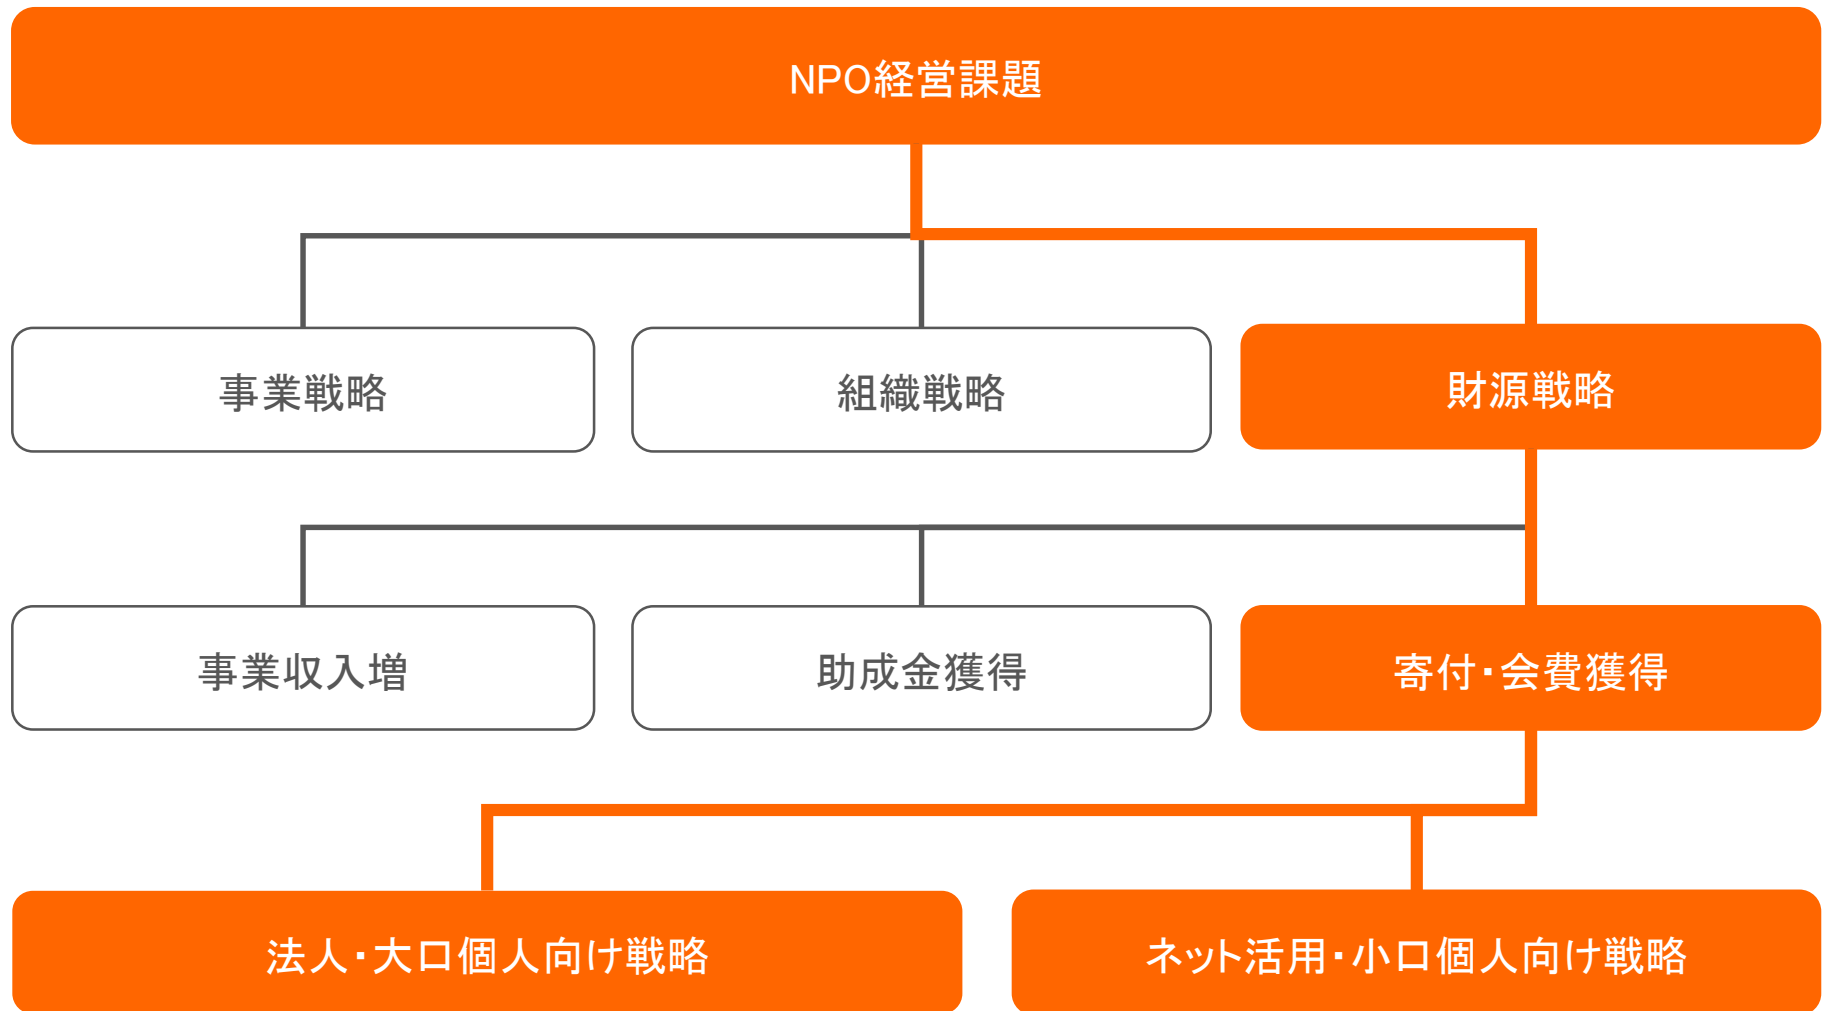 NPO経営課題
事業戦略
組織戦略
財源戦略
事業収入増
助成金獲得
寄付・会費獲得
法人・大口個人向け戦略
ネット活用・小口個人向け戦略